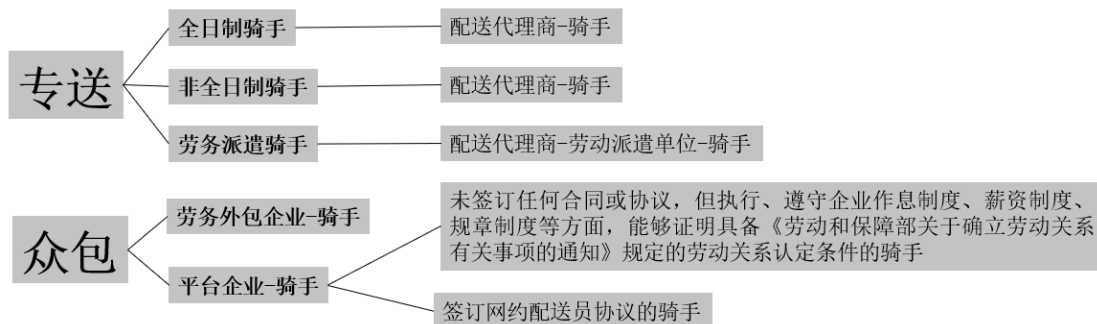 专送
全日制骑手
配送代理商-骑手
非全日制骑手
配送代理商-骑手
劳务派遣骑手
配送代理商-劳动派遣单位-骑手
众包
劳务外包企业-骑手
平台企业-骑手
未签订任何合同或协议，但执行、遵守企业作息制度、薪资制度、
规章制度等方面，能够证明具备《劳动和保障部关于确立劳动关系
有关事项的通知》规定的劳动关系认定条件的骑手
签订网约配送员协议的骑手